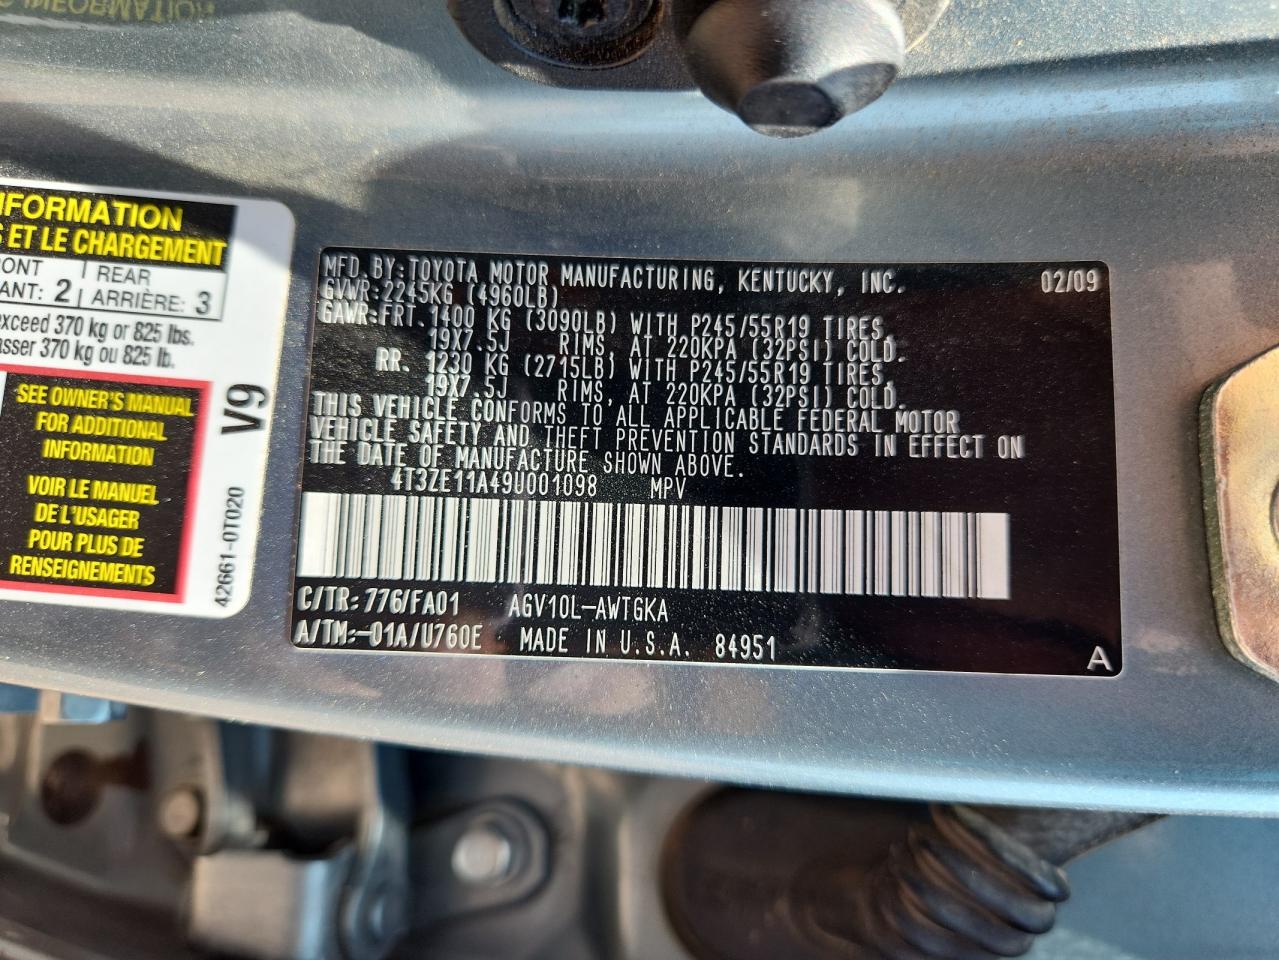 INFORMATION
S ET LE CHARGEMENT
ONT
REAR
ANT: 2
ARRIÈRE: 3
exceed 370 kg or 825 lbs.
asser 370 kg ou 825 lb.
SEE OWNER'S MANUAL
FOR ADDITIONAL
INFORMATION
VOIR LE MANUEL
DE L'USAGER
POUR PLUS DE
RENSEIGNEMENTS
V9
42661-0T020
MFD. BY: TOYOTA MOTOR MANUFACTURING, KENTUCKY, INC. 02/09
GVWR: 2245KG (4960LB)
GAWR: FRT. 1400 KG (3090LB) WITH P245/55R19 TIRES,
19X7.5J RIMS, AT 220KPA (32PSI) COLD.
RR. 1230 KG (2715LB) WITH P245/55R19 TIRES,
19X7.5J RIMS, AT 220KPA (32PSI) COLD.
THIS VEHICLE CONFORMS TO ALL APPLICABLE FEDERAL MOTOR
VEHICLE SAFETY AND THEFT PREVENTION STANDARDS IN EFFECT ON
THE DATE OF MANUFACTURE SHOWN ABOVE.
4T3ZE11A49U001098 MPV
C/TR: 776/FA01 AGV10L-AWTGKA
A/TM:-01A/U760E MADE IN U.S.A. 84951
A